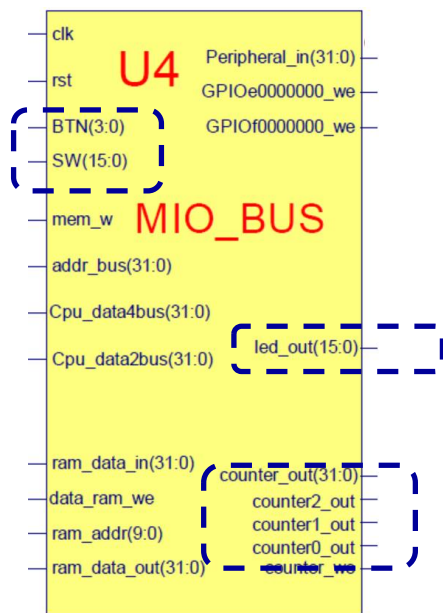 clk
rst
U4
BTN(3:0)
SW(15:0)
mem_w
MIO_BUS
addr_bus(31:0)
Cpu_data4bus(31:0)
Cpu_data2bus(31:0)
ram_data_in(31:0)
data_ram_we
ram_addr(9:0)
ram_data_out(31:0)
Peripheral_in(31:0)
GPIOe0000000_we
GPIOf0000000_we
led_out(15:0)
counter_out(31:0)
counter2_out
counter1_out
counter0_out
counter_we